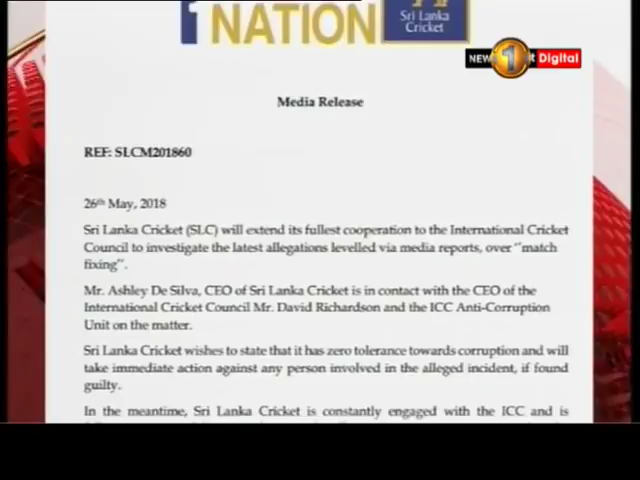 1 NATION
Sri Lanka
Cricket
NEWS 1st Digital
Media Release
REF: SLCM201860
26th May, 2018
Sri Lanka Cricket (SLC) will extend its fullest cooperation to the International Cricket
Council to investigate the latest allegations levelled via media reports, over "match
fixing".
Mr. Ashley De Silva, CEO of Sri Lanka Cricket is in contact with the CEO of the
International Cricket Council Mr. David Richardson and the ICC Anti-Corruption
Unit on the matter.
Sri Lanka Cricket wishes to state that it has zero tolerance towards corruption and will
take immediate action against any person involved in the alleged incident, if found
guilty.
In the meantime, Sri Lanka Cricket is constantly engaged with the ICC and is